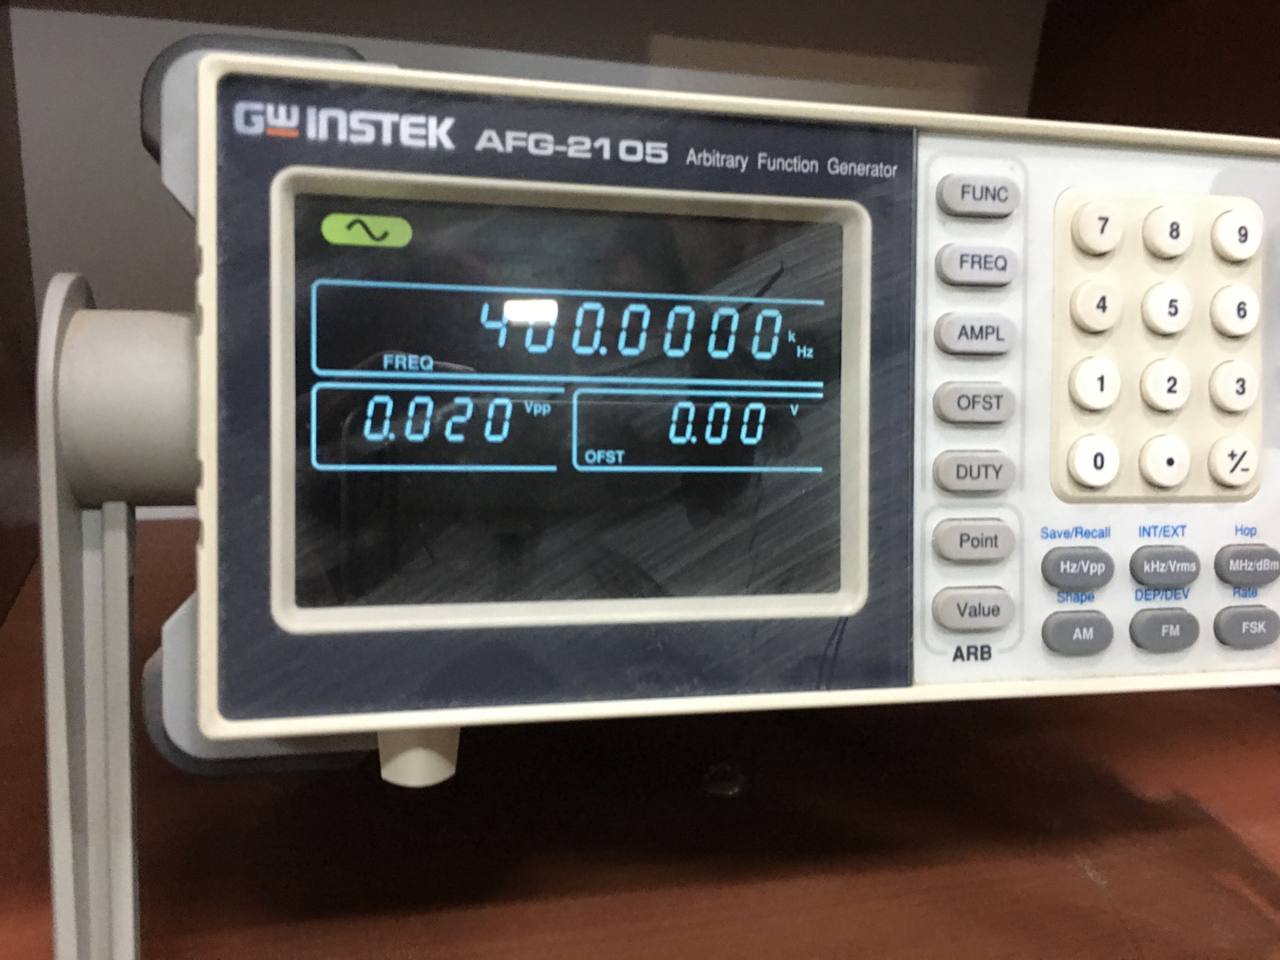 GWINSTEK AFG-2105 Arbitrary Function Generator
400.0000 kHz
FREQ
0.020 Vpp
0.00 V
OFST
FUNC
FREQ
AMPL
OFST
DUTY
Point
Value
ARB
7 8 9
4 5 6
1 2 3
0 • +/-
Save/Recall INT/EXT Hop
Hz/Vpp kHz/Vrms MHz/dBm
Shape DEP/DEV Rate
AM FM FSK